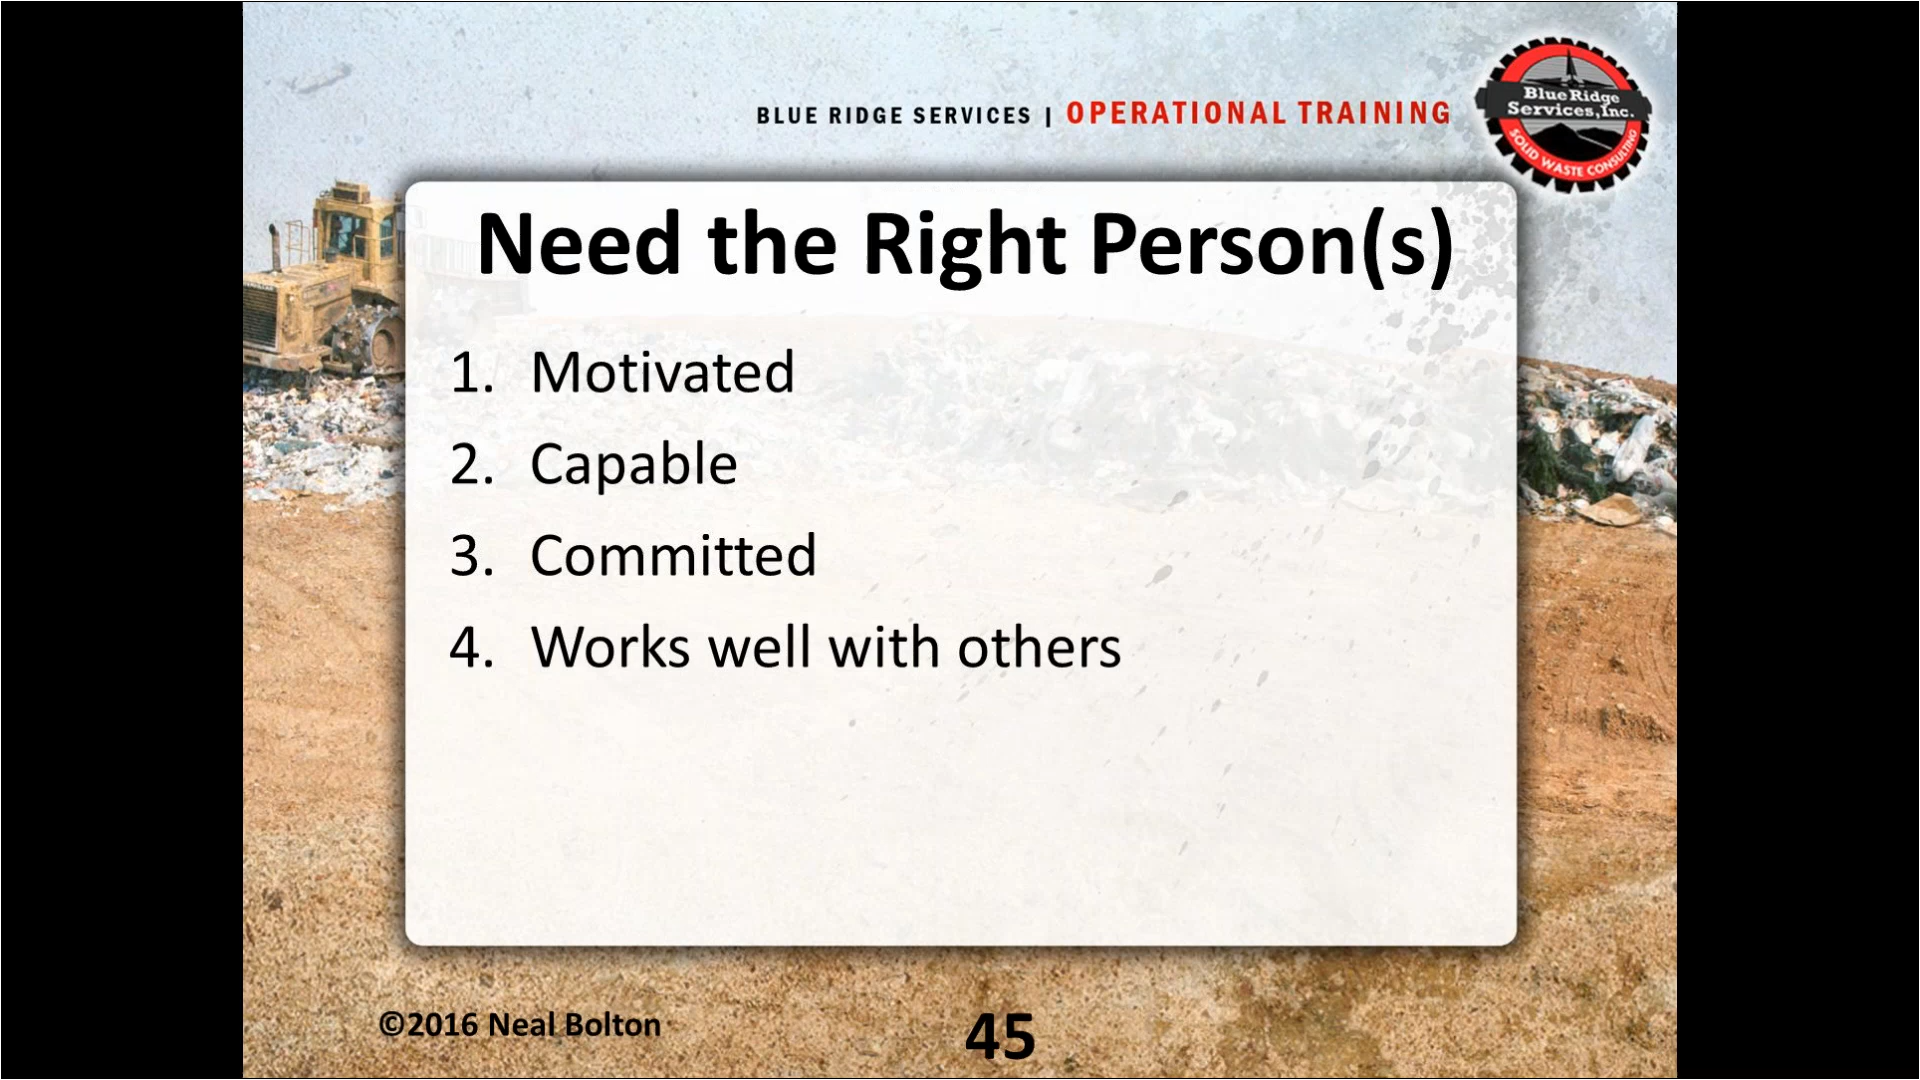 BLUE RIDGE SERVICES | OPERATIONAL TRAINING
Blue Ridge
Services, Inc.
SOLID WASTE CONSULTING
Need the Right Person(s)
1. Motivated
2. Capable
3. Committed
4. Works well with others
©2016 Neal Bolton
45